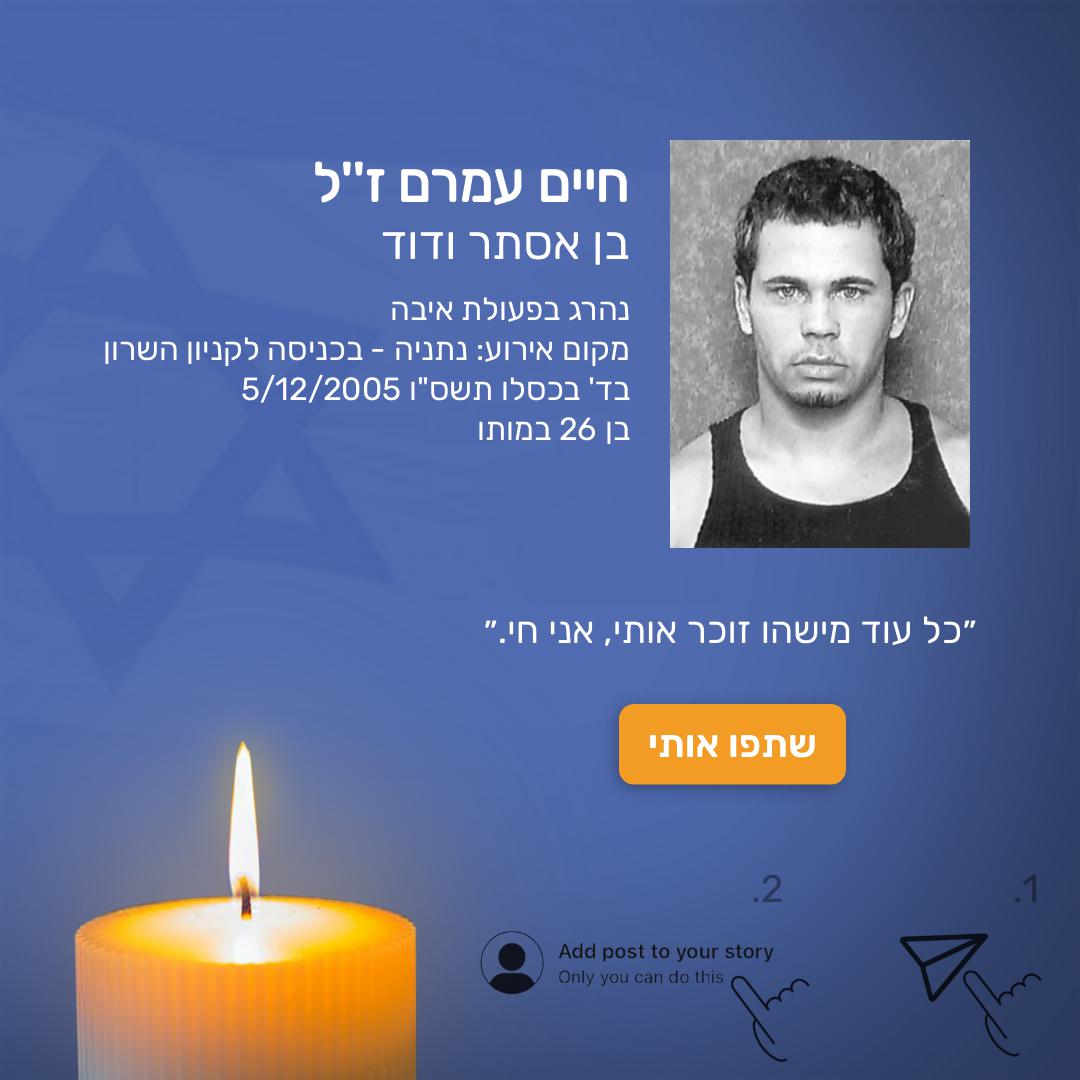 חיים עמרם ז"ל
בן אסתר ודוד
נהרג בפעולת איבה
מקום אירוע: נתניה - בכניסה לקניון השרון
בד' בכסלו תשס"ו 5/12/2005
בן 26 במותו
״כל עוד מישהו זוכר אותי, אני חי.״
שתפו אותי
1.
2.
Add post to your story
Only you can do this